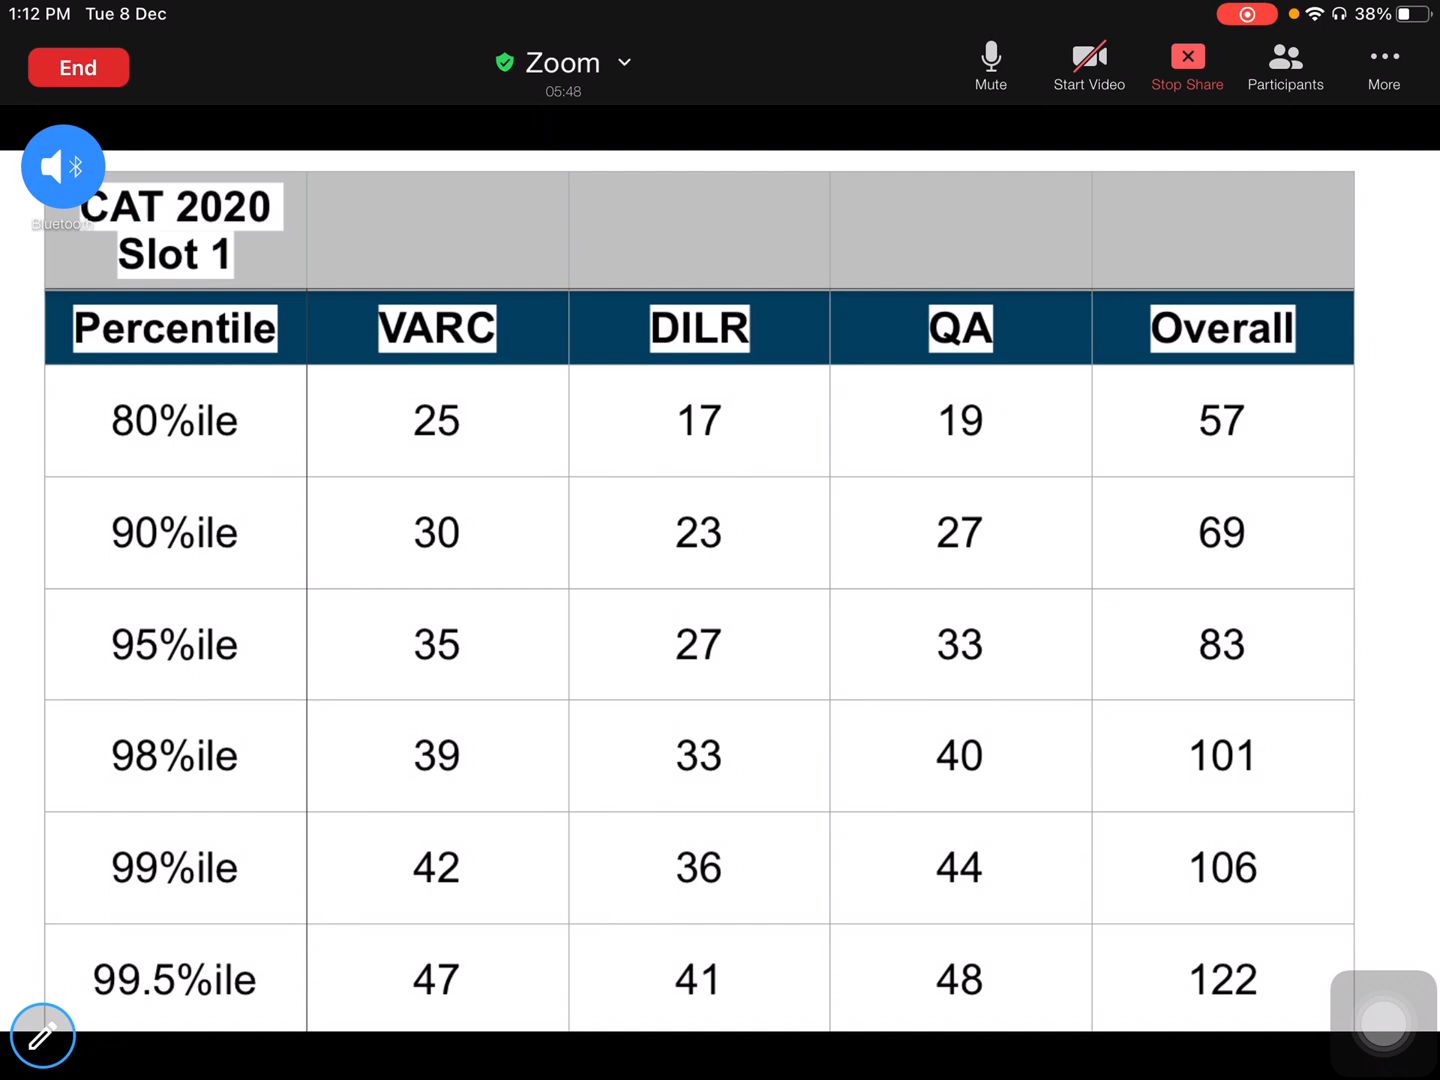 1:12 PM Tue 8 Dec
38%
End
Zoom
05:48
Mute
Start Video
Stop Share
Participants
More
Bluetooth
CAT 2020
Slot 1
Percentile VARC DILR QA Overall
80%ile 25 17 19 57
90%ile 30 23 27 69
95%ile 35 27 33 83
98%ile 39 33 40 101
99%ile 42 36 44 106
99.5%ile 47 41 48 122